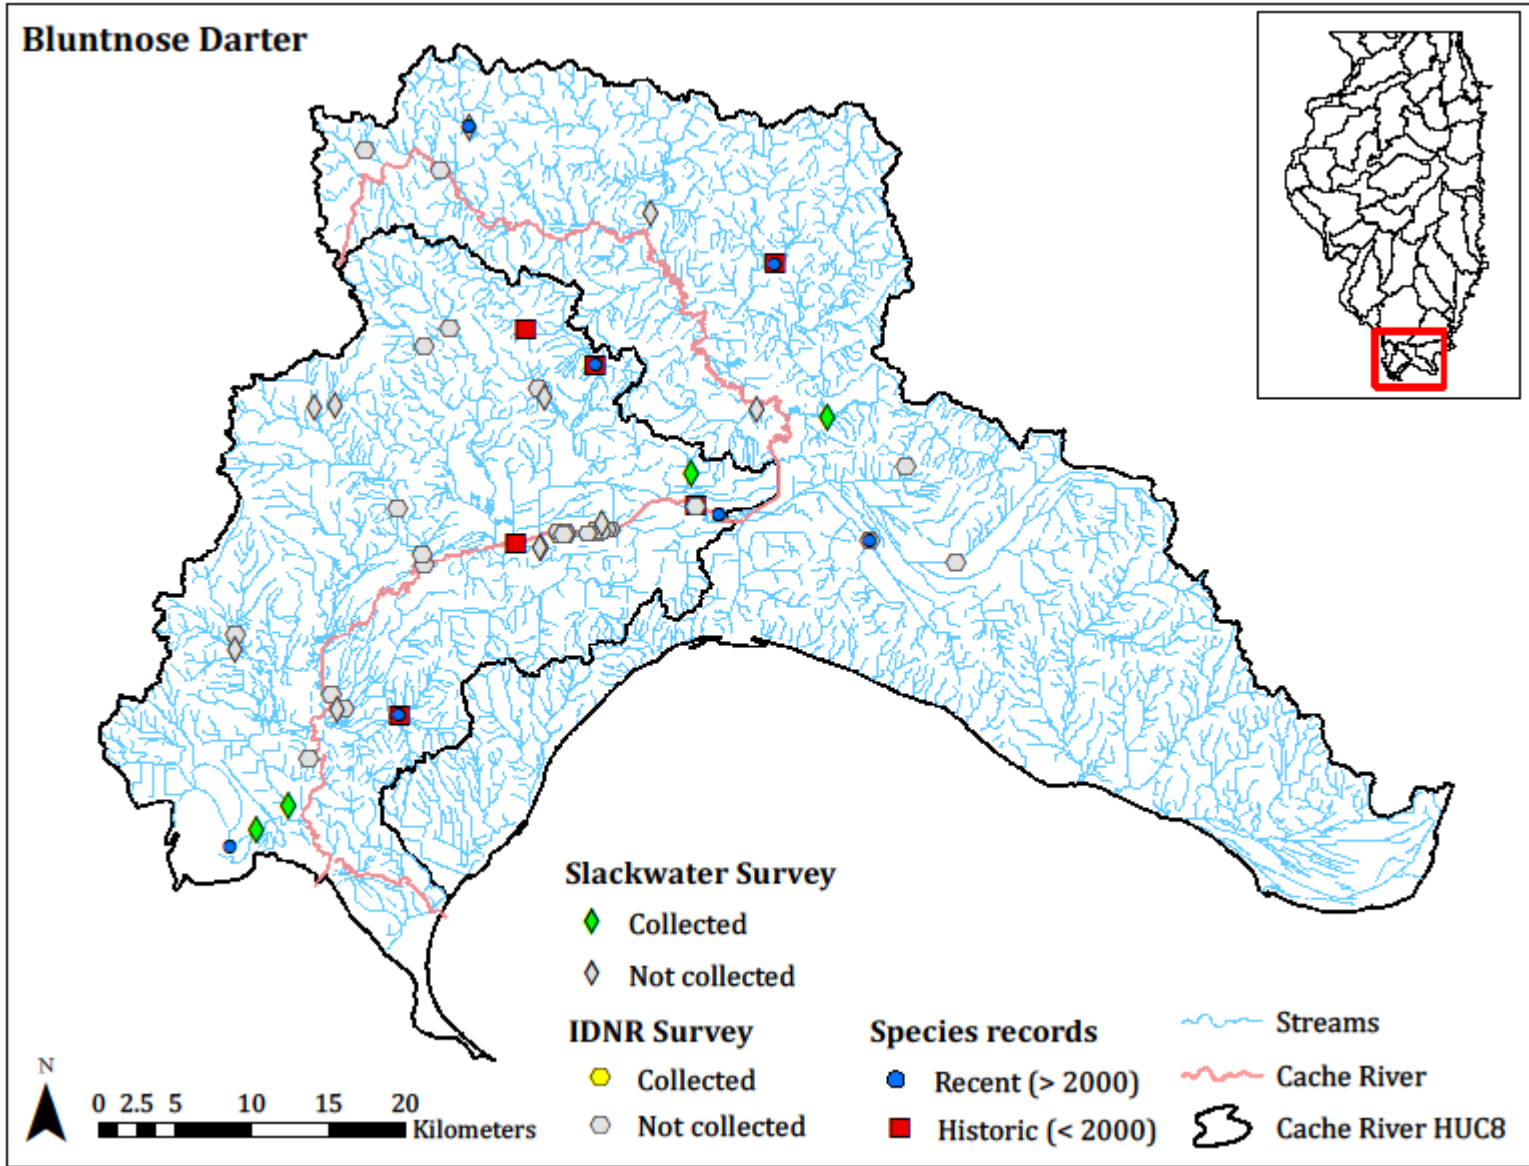 Bluntnose Darter
Slackwater Survey
Collected
Not collected
IDNR Survey
Collected
Not collected
Species records
Recent (> 2000)
Historic (< 2000)
Streams
Cache River
Cache River HUC8
N
0 2.5 5 10 15 20
Kilometers